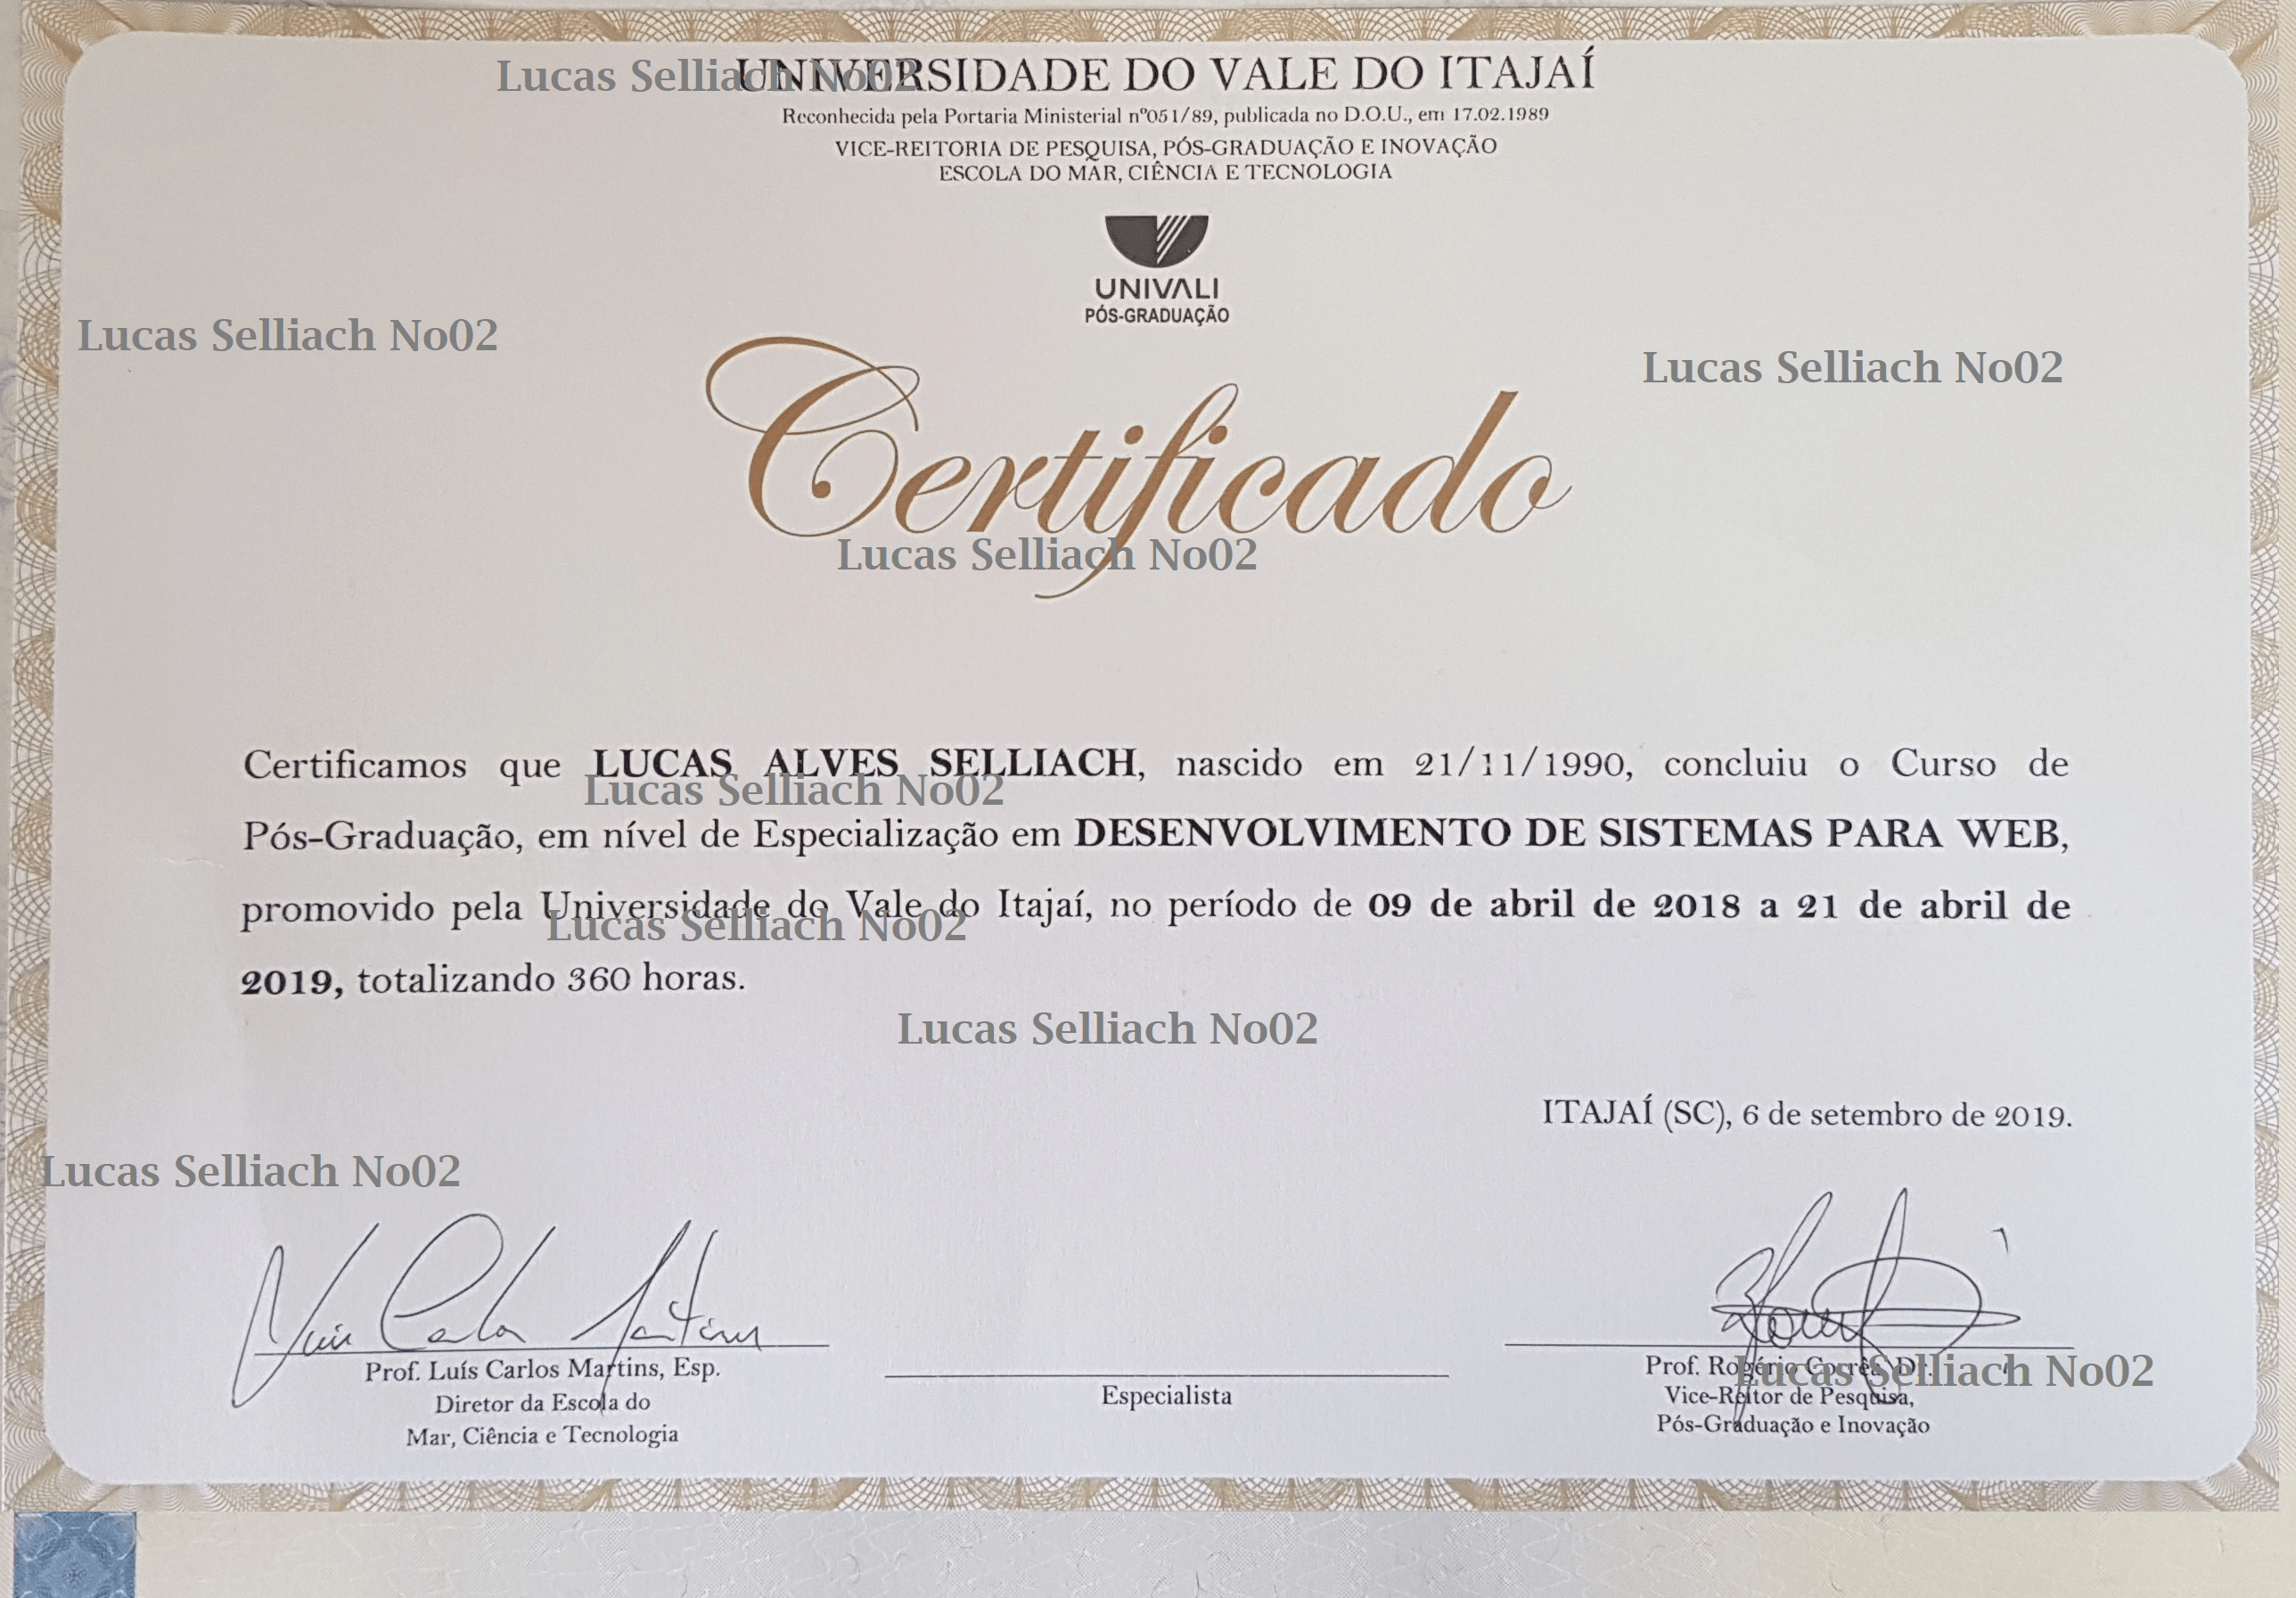 UNIVERSIDADE DO VALE DO ITAJAÍ
Lucas Selliach No02
Reconhecida pela Portaria Ministerial nº051/89, publicada no D.O.U., em 17.02.1989
VICE-REITORIA DE PESQUISA, PÓS-GRADUAÇÃO E INOVAÇÃO
ESCOLA DO MAR, CIÊNCIA E TECNOLOGIA
UNIVALI
PÓS-GRADUAÇÃO
Lucas Selliach No02
Lucas Selliach No02
Certificado
Lucas Selliach No02
Certificamos que LUCAS ALVES SELLIACH, nascido em 21/11/1990, concluiu o Curso de
Lucas Selliach No02
Pós-Graduação, em nível de Especialização em DESENVOLVIMENTO DE SISTEMAS PARA WEB,
promovido pela Universidade do Vale do Itajaí, no período de 09 de abril de 2018 a 21 de abril de
Lucas Selliach No02
2019, totalizando 360 horas.
Lucas Selliach No02
ITAJAÍ (SC), 6 de setembro de 2019.
Lucas Selliach No02
Luis Carlos Martins
Prof. Luís Carlos Martins, Esp.
Diretor da Escola do
Mar, Ciência e Tecnologia
Especialista
Prof. Rogério Corrêa, Dr.
Lucas Selliach No02
Vice-Reitor de Pesquisa,
Pós-Graduação e Inovação